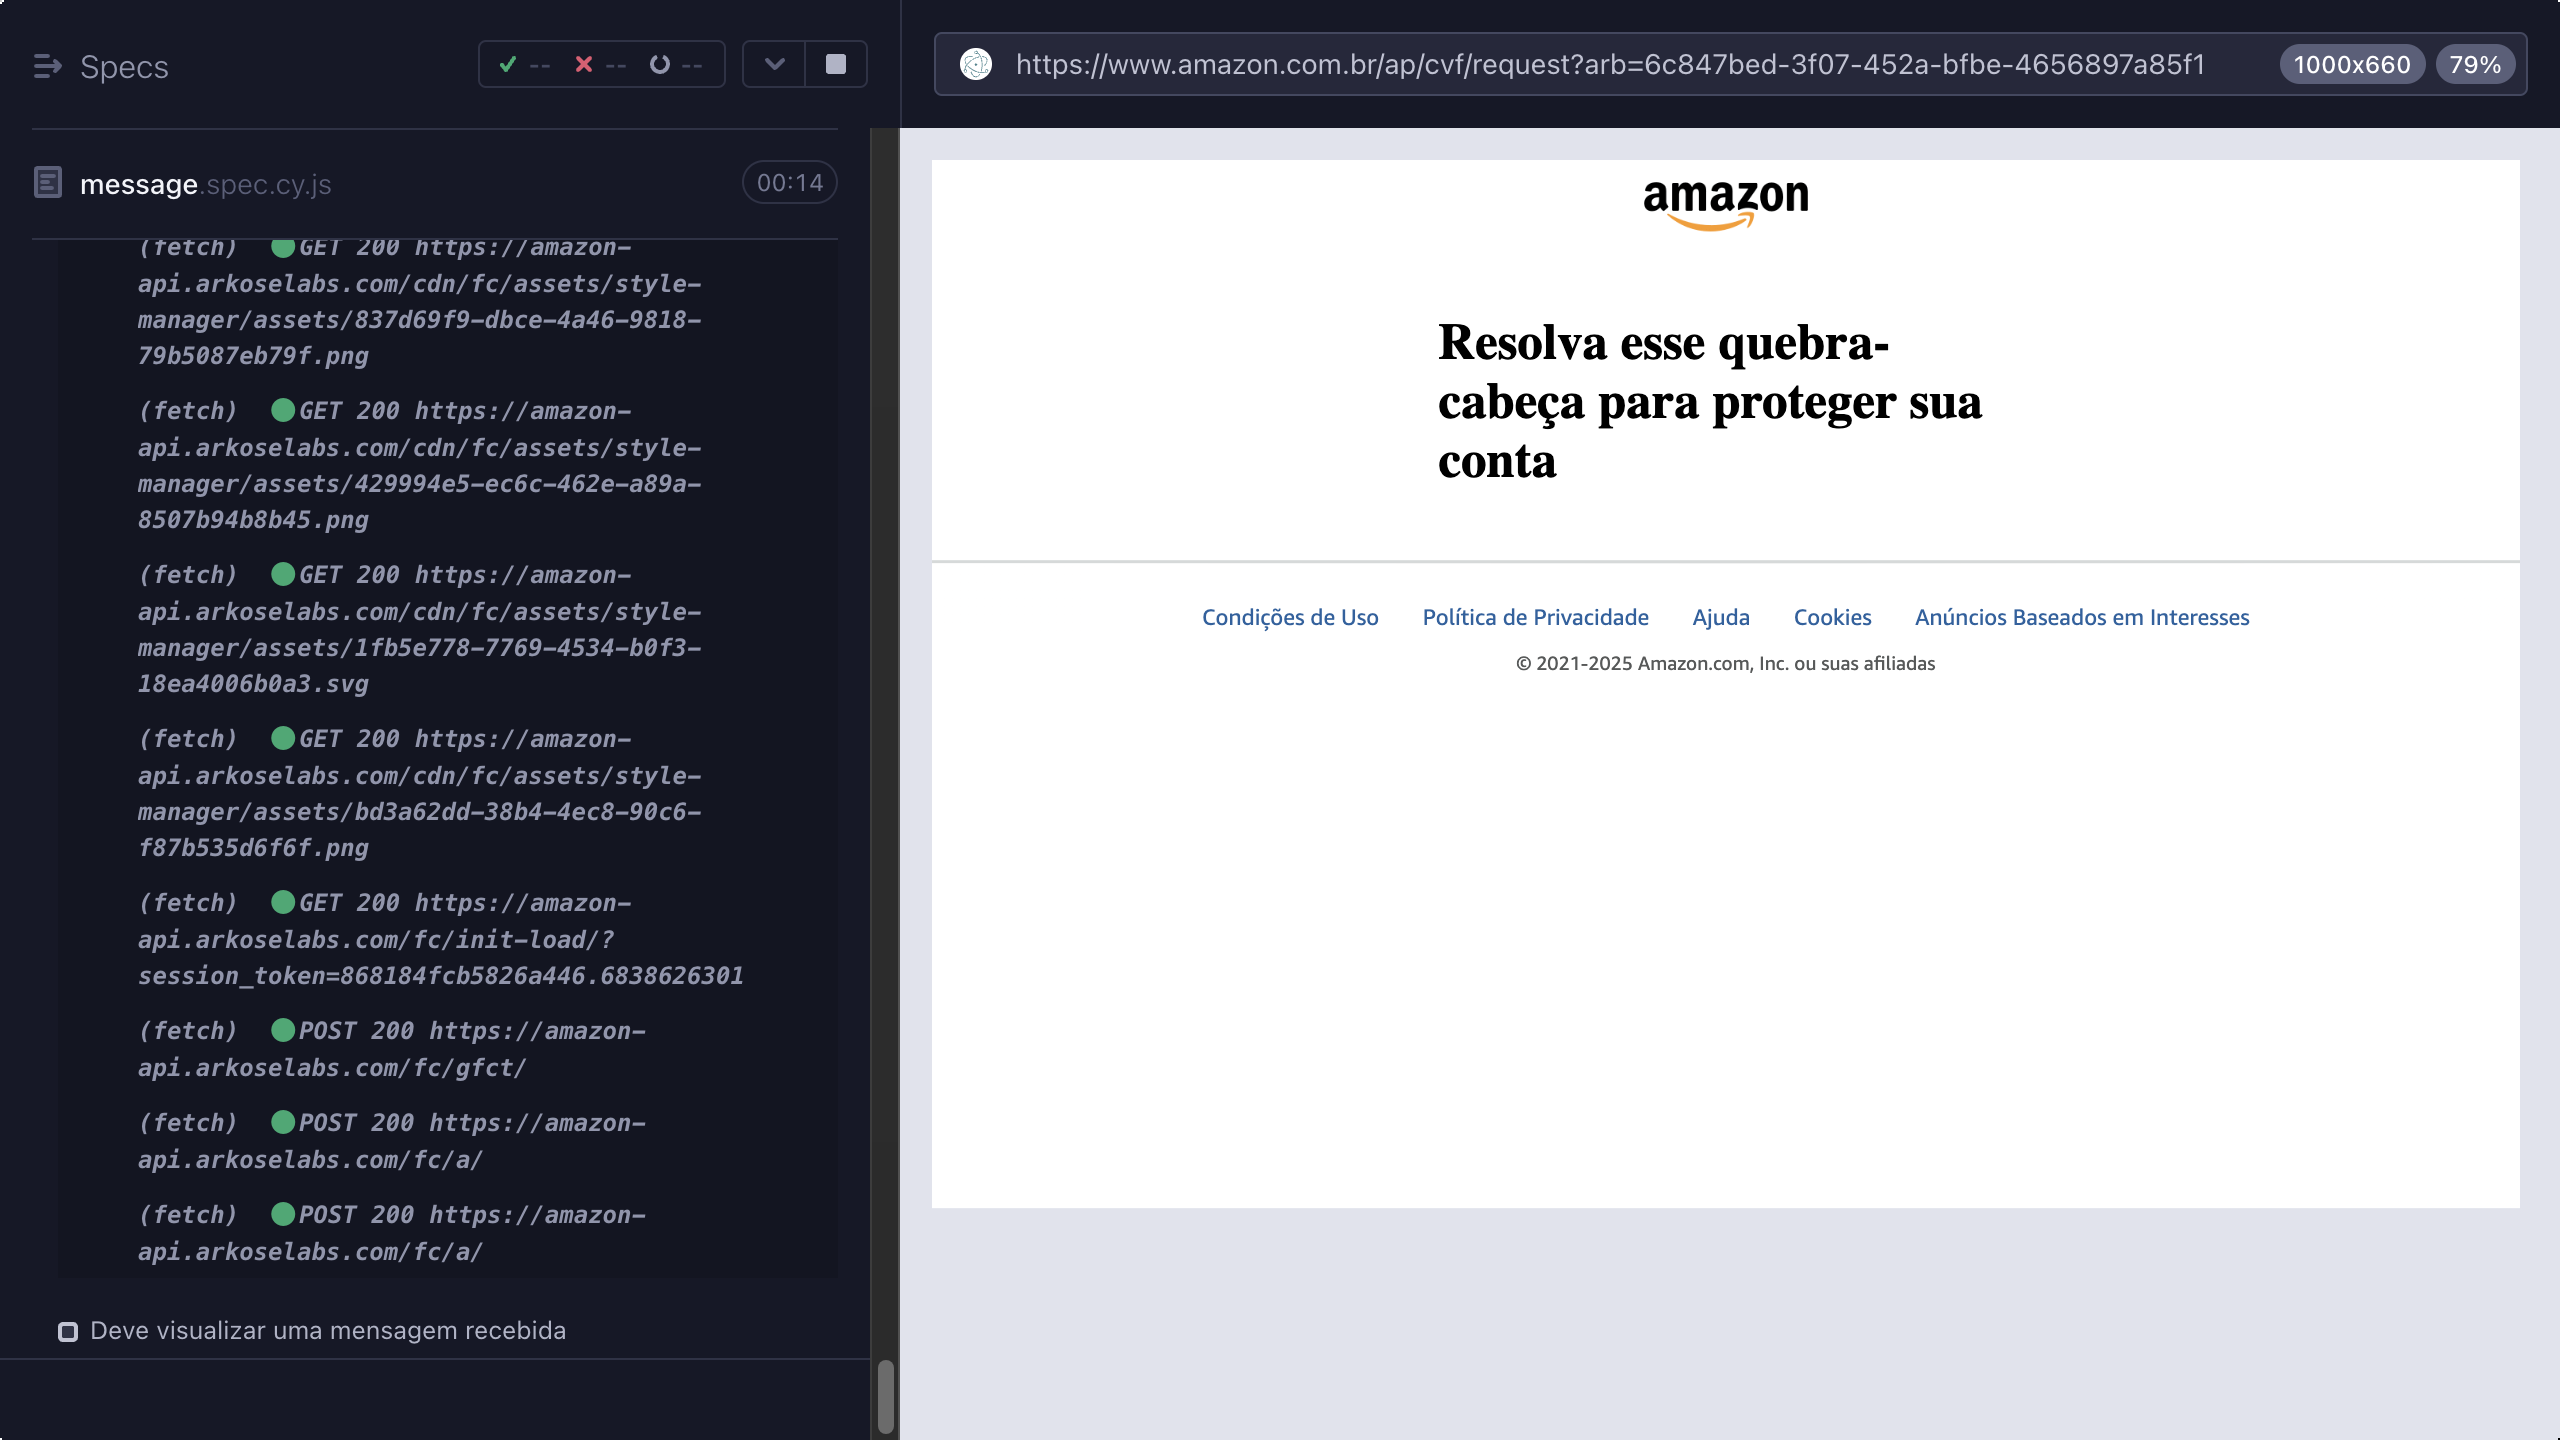 Specs
-- -- --
https://www.amazon.com.br/ap/cvf/request?arb=6c847bed-3f07-452a-bfbe-4656897a85f1
1000x660
79%
message.spec.cy.js
00:14
(fetch) GET 200 https://amazon-
api.arkoselabs.com/cdn/fc/assets/style-
manager/assets/837d69f9-dbce-4a46-9818-
79b5087eb79f.png
(fetch) GET 200 https://amazon-
api.arkoselabs.com/cdn/fc/assets/style-
manager/assets/429994e5-ec6c-462e-a89a-
8507b94b8b45.png
(fetch) GET 200 https://amazon-
api.arkoselabs.com/cdn/fc/assets/style-
manager/assets/1fb5e778-7769-4534-b0f3-
18ea4006b0a3.svg
(fetch) GET 200 https://amazon-
api.arkoselabs.com/cdn/fc/assets/style-
manager/assets/bd3a62dd-38b4-4ec8-90c6-
f87b535d6f6f.png
(fetch) GET 200 https://amazon-
api.arkoselabs.com/fc/init-load/?
session_token=868184fcb5826a446.6838626301
(fetch) POST 200 https://amazon-
api.arkoselabs.com/fc/gfct/
(fetch) POST 200 https://amazon-
api.arkoselabs.com/fc/a/
(fetch) POST 200 https://amazon-
api.arkoselabs.com/fc/a/
Deve visualizar uma mensagem recebida
amazon
Resolva esse quebra-
cabeça para proteger sua
conta
Condições de Uso Política de Privacidade Ajuda Cookies Anúncios Baseados em Interesses
© 2021-2025 Amazon.com, Inc. ou suas afiliadas